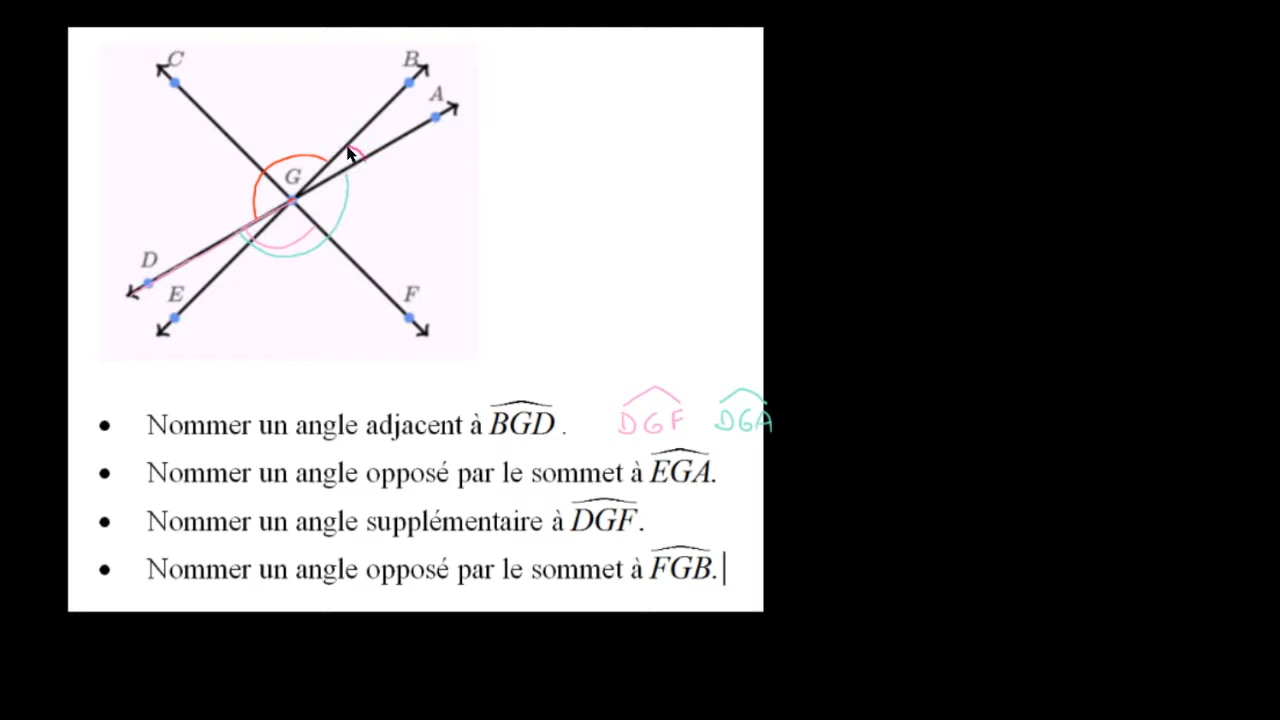 C
B
A
G
D
E
F
• Nommer un angle adjacent à BGD. DGF DGA
• Nommer un angle opposé par le sommet à EGA.
• Nommer un angle supplémentaire à DGF.
• Nommer un angle opposé par le sommet à FGB.